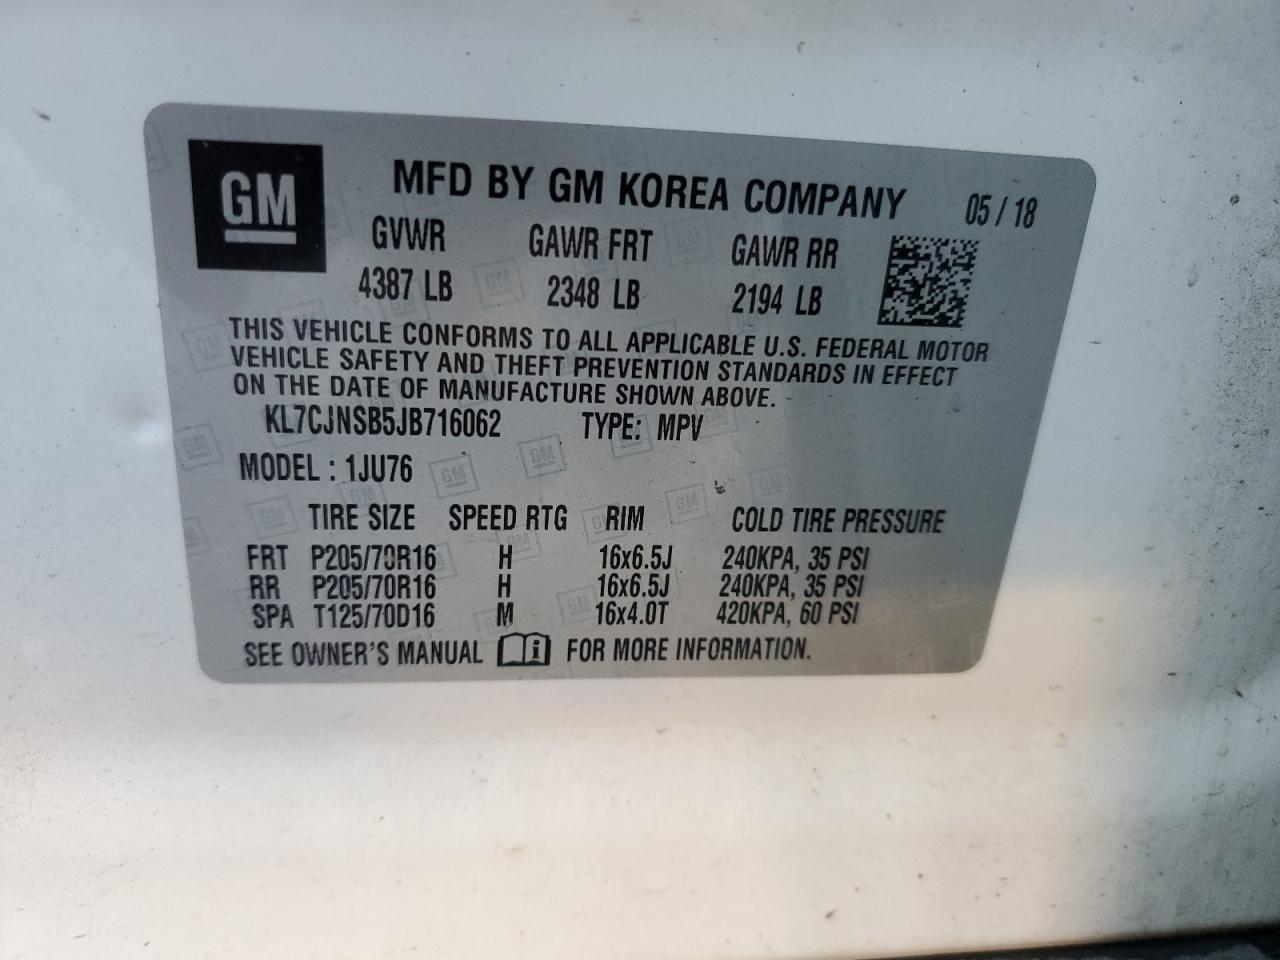 GM
MFD BY GM KOREA COMPANY 05 / 18
GVWR GAWR FRT GAWR RR
4387 LB 2348 LB 2194 LB
THIS VEHICLE CONFORMS TO ALL APPLICABLE U.S. FEDERAL MOTOR
VEHICLE SAFETY AND THEFT PREVENTION STANDARDS IN EFFECT
ON THE DATE OF MANUFACTURE SHOWN ABOVE.
KL7CJNSB5JB716062 TYPE: MPV
MODEL : 1JU76
TIRE SIZE SPEED RTG RIM COLD TIRE PRESSURE
FRT P205/70R16 H 16x6.5J 240KPA, 35 PSI
RR P205/70R16 H 16x6.5J 240KPA, 35 PSI
SPA T125/70D16 M 16x4.0T 420KPA, 60 PSI
SEE OWNER'S MANUAL i FOR MORE INFORMATION.